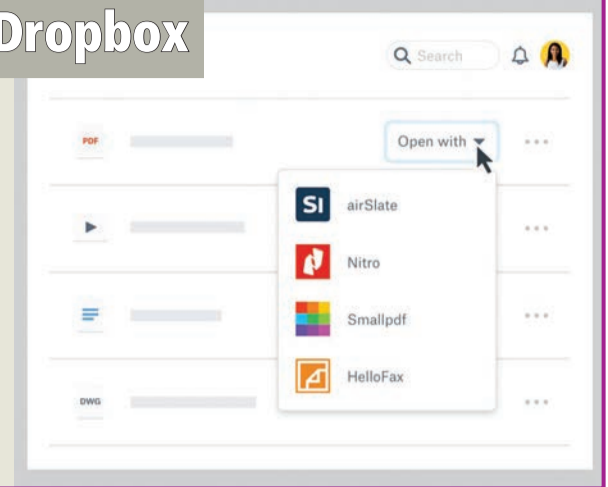 Dropbox
Search
PDF
Open with
SI airSlate
Nitro
Smallpdf
HelloFax
DWG